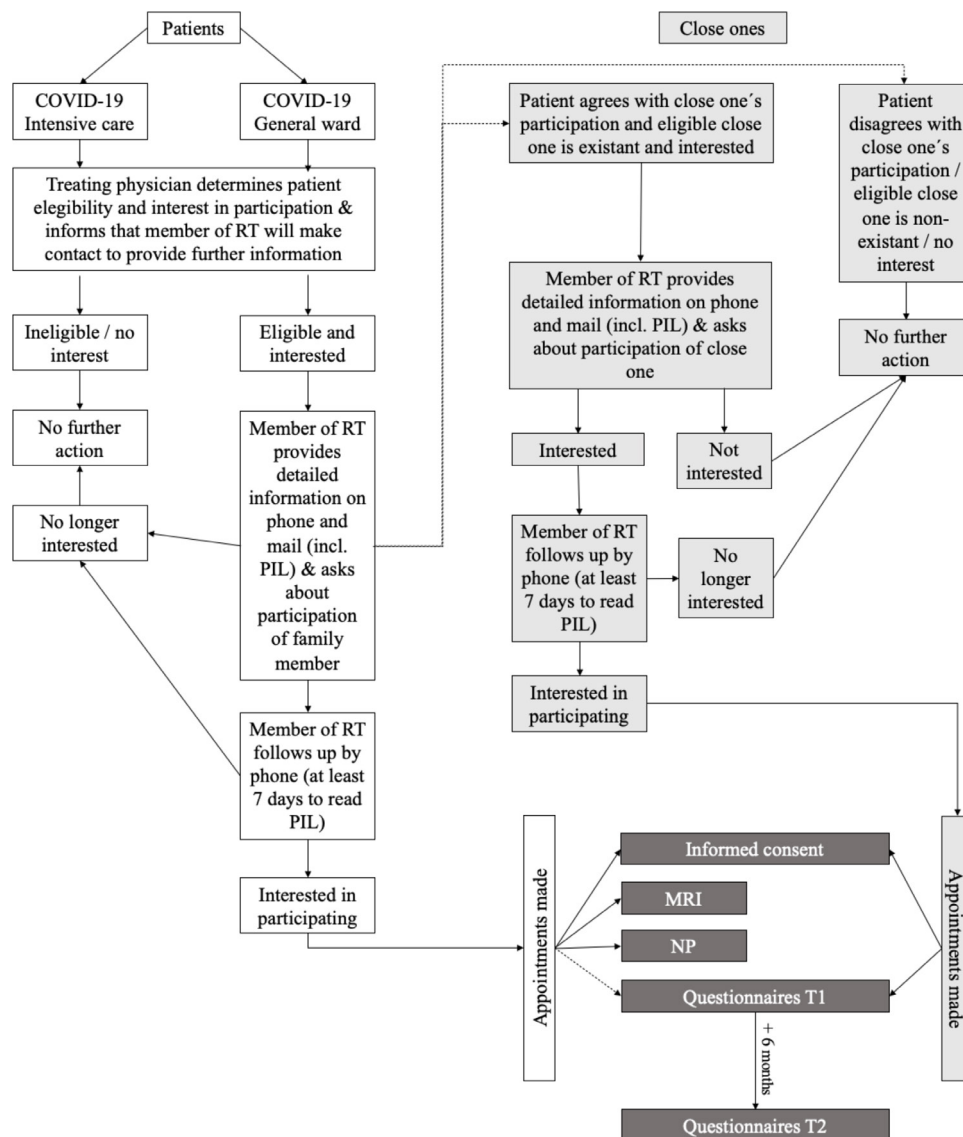 Patients
COVID-19
Intensive care
COVID-19
General ward
Treating physician determines patient
elegibility and interest in participation &
informs that member of RT will make
contact to provide further information
Ineligible / no
interest
Eligible and
interested
No further
action
No longer
interested
Member of RT
provides
detailed
information on
phone and
mail (incl.
PIL) & asks
about
participation
of family
member
Member of RT
follows up by
phone (at least
7 days to read
PIL)
Interested in
participating
Close ones
Patient agrees with close one´s
participation and eligible close
one is existant and interested
Patient
disagrees with
close one´s
participation /
eligible close
one is non-
existant / no
interest
Member of RT provides
detailed information on phone
and mail (incl. PIL) & asks
about participation of close
one
No further
action
Interested
Not
interested
Member of RT
follows up by
phone (at least
7 days to read
PIL)
No
longer
interested
Interested in
participating
Appointments made
Informed consent
MRI
NP
Questionnaires T1
+ 6 months
Questionnaires T2
Appointments made